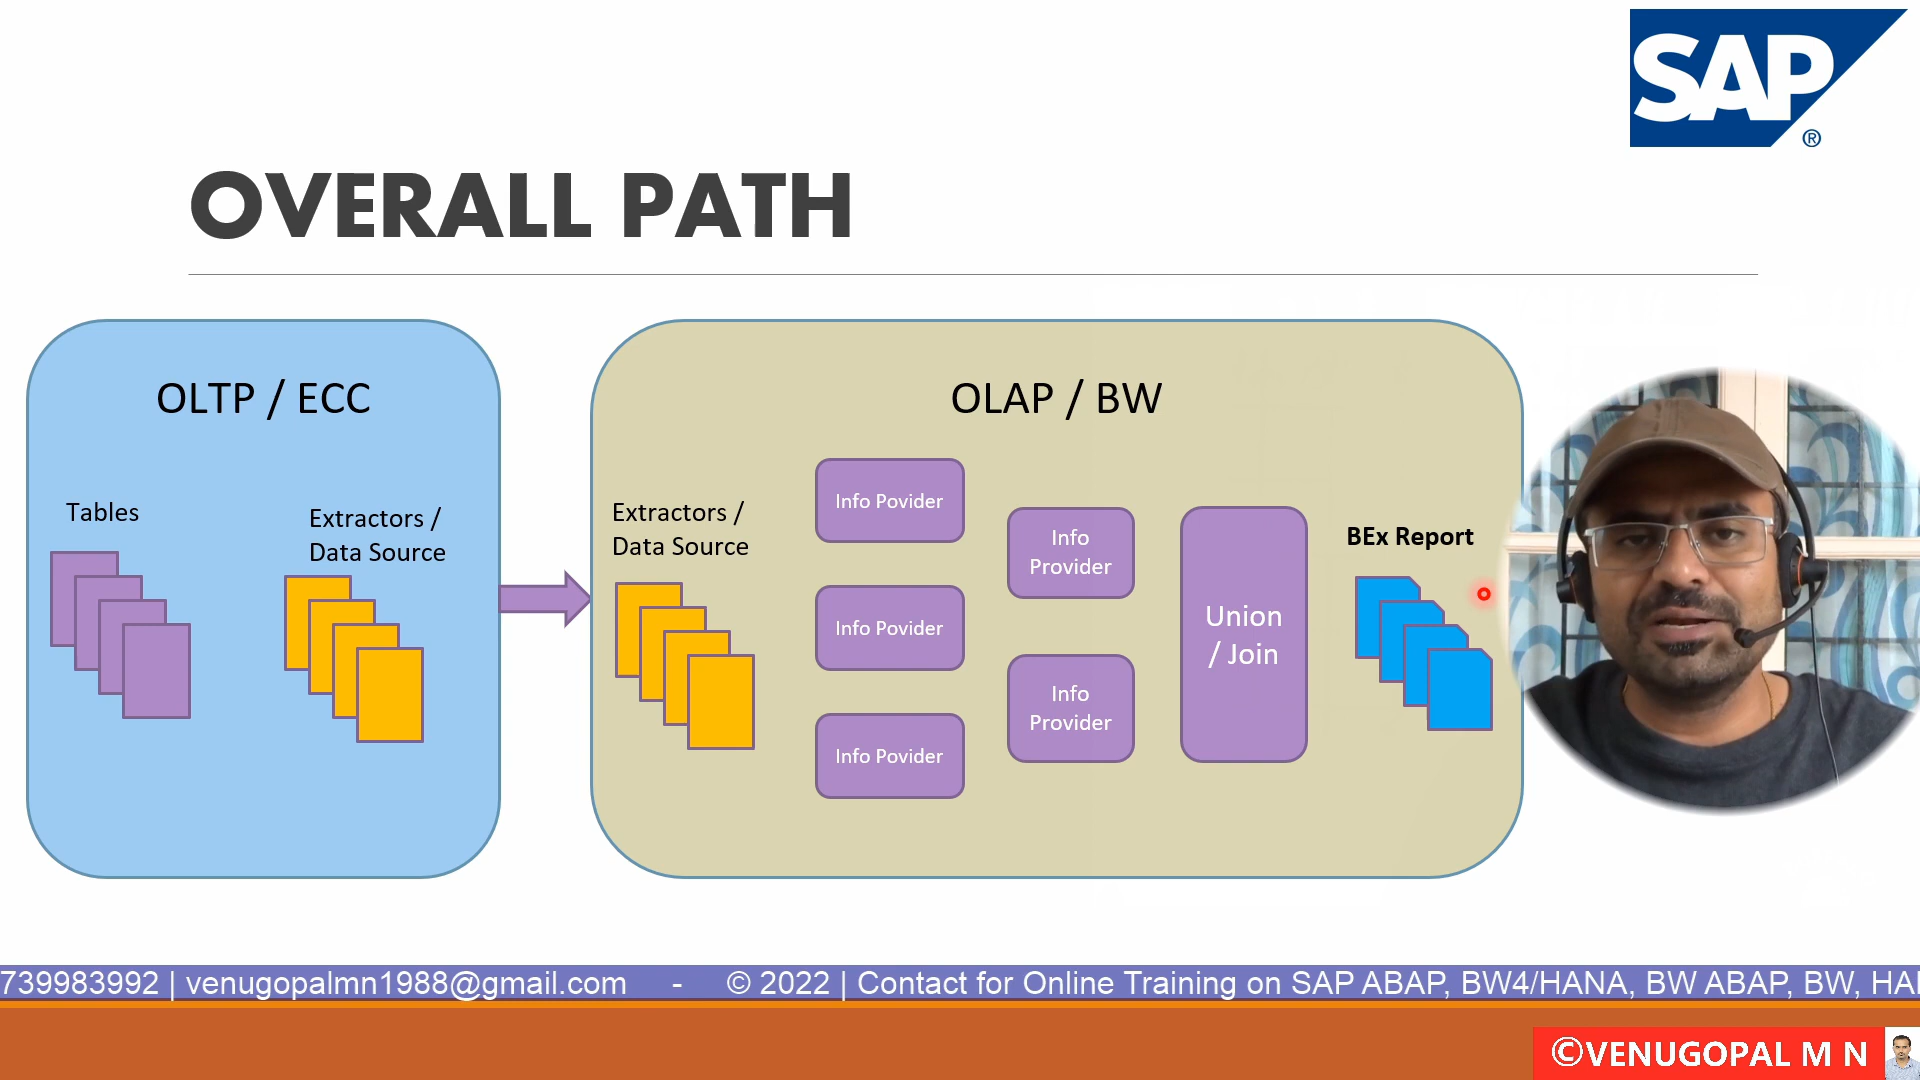 SAP
®
OVERALL PATH
OLTP / ECC
Tables
Extractors /
Data Source
OLAP / BW
Extractors /
Data Source
Info Povider
Info Povider
Info Povider
Info
Provider
Info
Provider
Union
/ Join
BEx Report
739983992 | venugopalmn1988@gmail.com - © 2022 | Contact for Online Training on SAP ABAP, BW4/HANA, BW ABAP, BW, HA
©VENUGOPAL M N